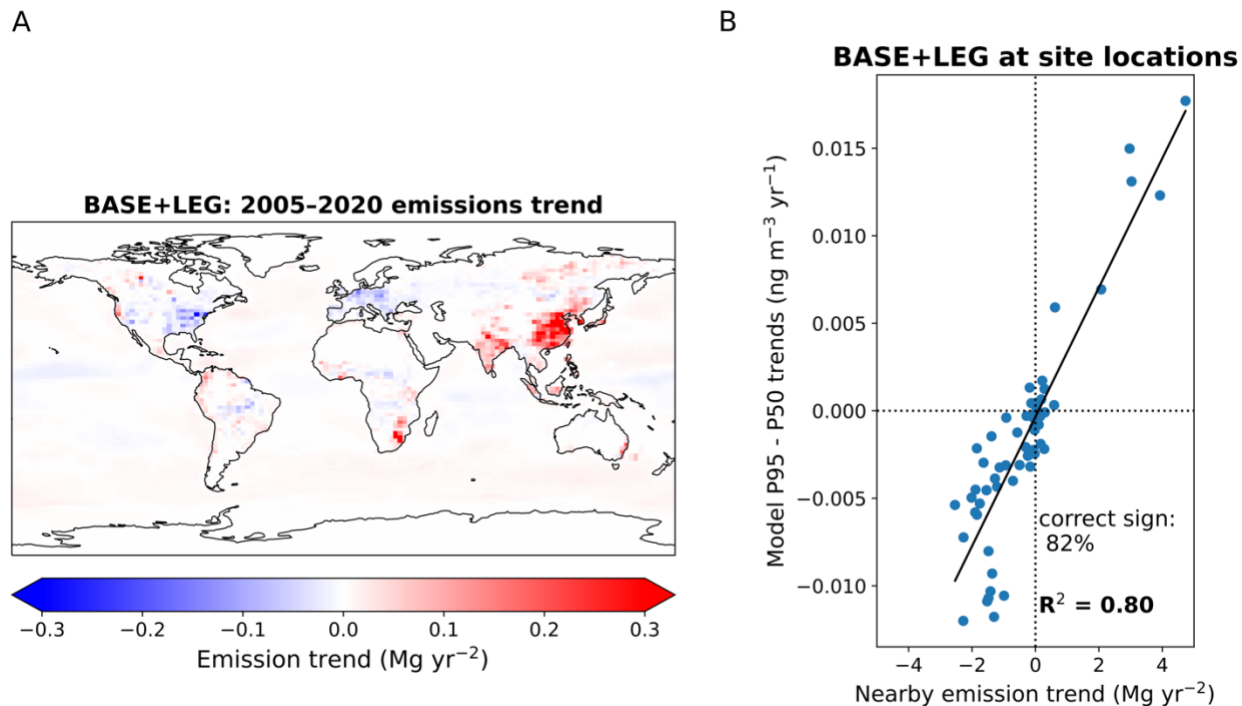 A
BASE+LEG: 2005–2020 emissions trend
−0.3 −0.2 −0.1 0.0 0.1 0.2 0.3
Emission trend (Mg yr⁻²)
B
BASE+LEG at site locations
Model P95 - P50 trends (ng m⁻³ yr⁻¹)
0.015
0.010
0.005
0.000
−0.005
−0.010
correct sign:
82%
R² = 0.80
−4 −2 0 2 4
Nearby emission trend (Mg yr⁻²)